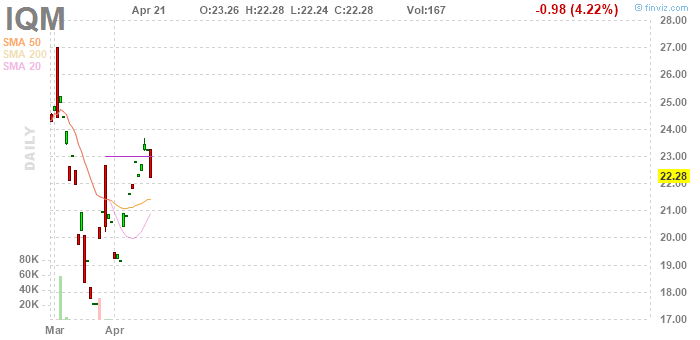 IQM Apr 21 O:23.26 H:22.28 L:22.24 C:22.28 Vol:167 -0.98 (4.22%) © finviz.com
SMA 50
SMA 200
SMA 20
DAILY
28.00
27.00
26.00
25.00
24.00
23.00
22.28
22.00
21.00
20.00
19.00
18.00
17.00
80K
60K
40K
20K
Mar Apr